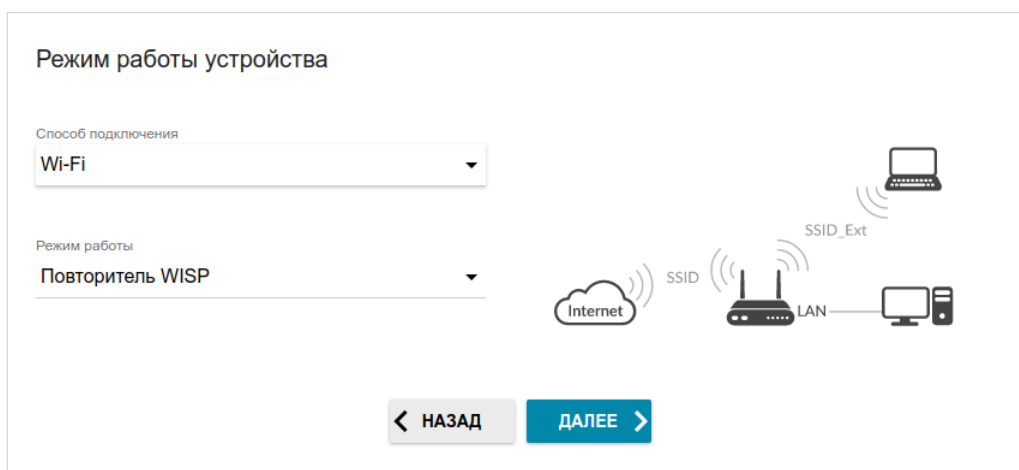 Режим работы устройства
Способ подключения
Wi-Fi
Режим работы
Повторитель WISP
SSID_Ext
SSID
Internet
LAN
НАЗАД
ДАЛЕЕ